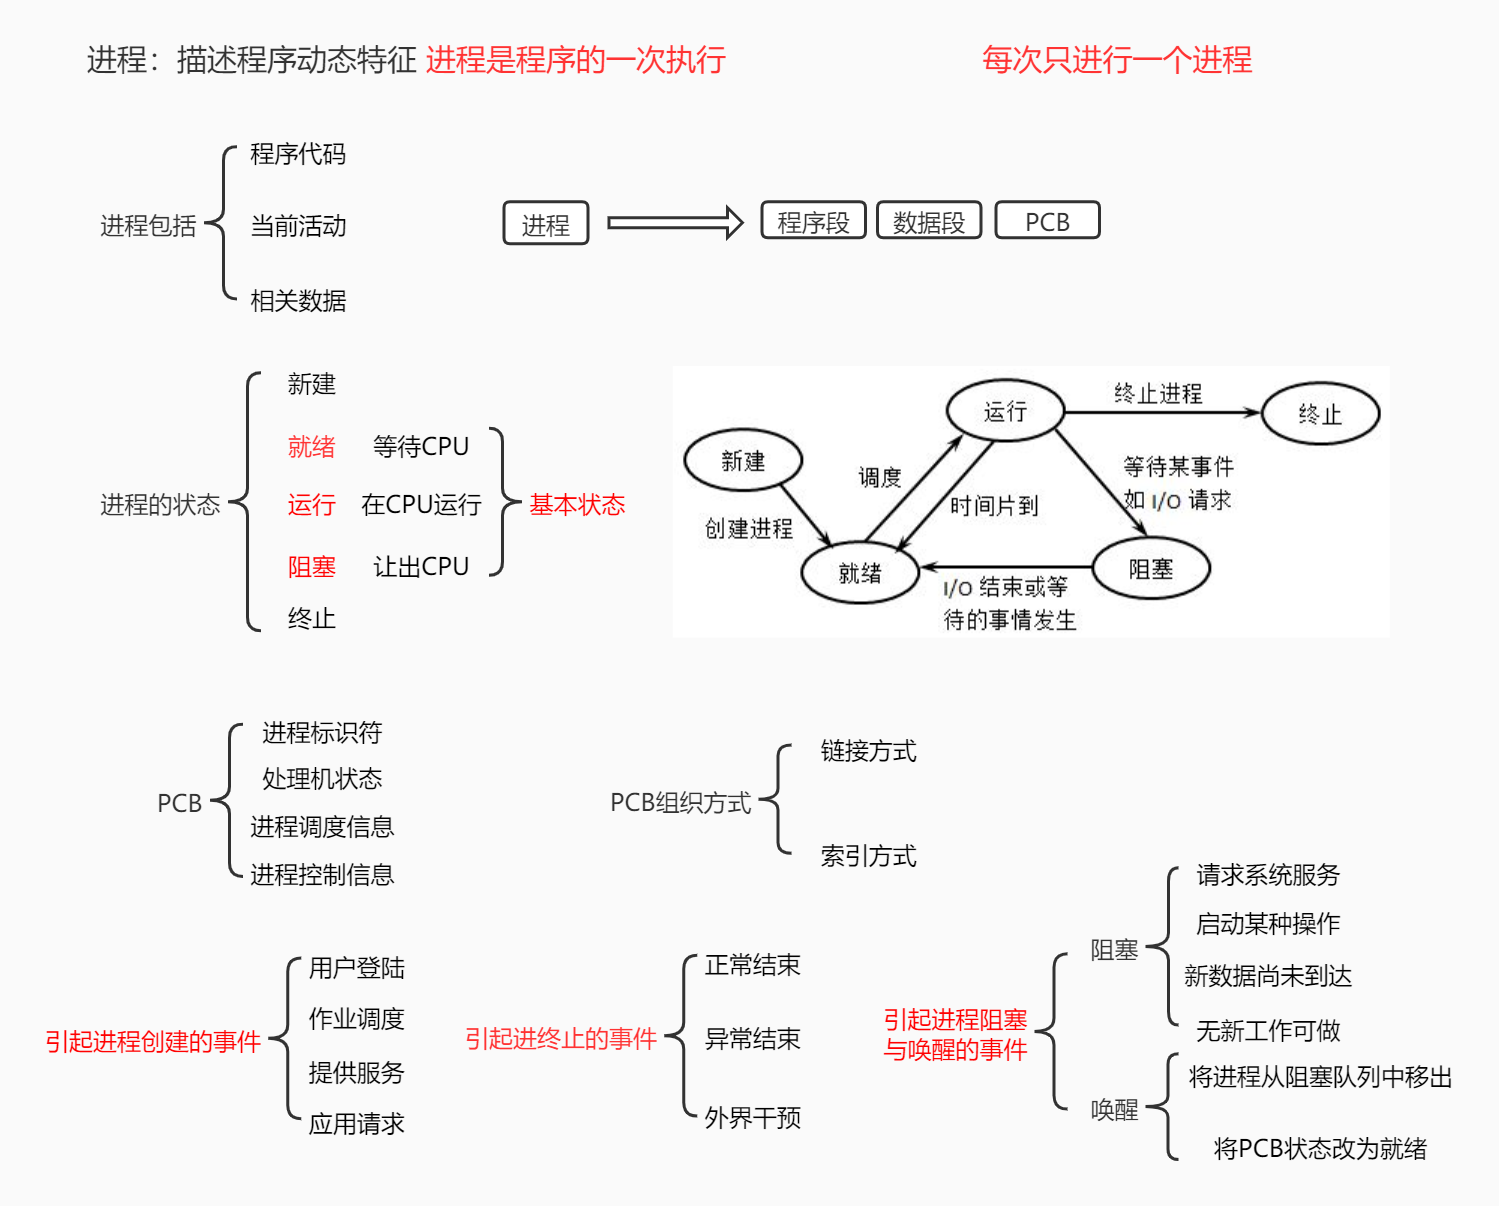 进程：描述程序动态特征 进程是程序的一次执行
每次只进行一个进程
进程包括
程序代码
当前活动
相关数据
进程
程序段
数据段
PCB
进程的状态
新建
就绪 等待CPU
运行 在CPU运行
阻塞 让出CPU
终止
基本状态
新建
创建进程
就绪
调度
运行
时间片到
终止进程
终止
等待某事件
如 I/O 请求
阻塞
I/O 结束或等
待的事情发生
PCB
进程标识符
处理机状态
进程调度信息
进程控制信息
PCB组织方式
链接方式
索引方式
引起进程创建的事件
用户登陆
作业调度
提供服务
应用请求
引起进终止的事件
正常结束
异常结束
外界干预
引起进程阻塞
与唤醒的事件
阻塞
请求系统服务
启动某种操作
新数据尚未到达
无新工作可做
唤醒
将进程从阻塞队列中移出
将PCB状态改为就绪